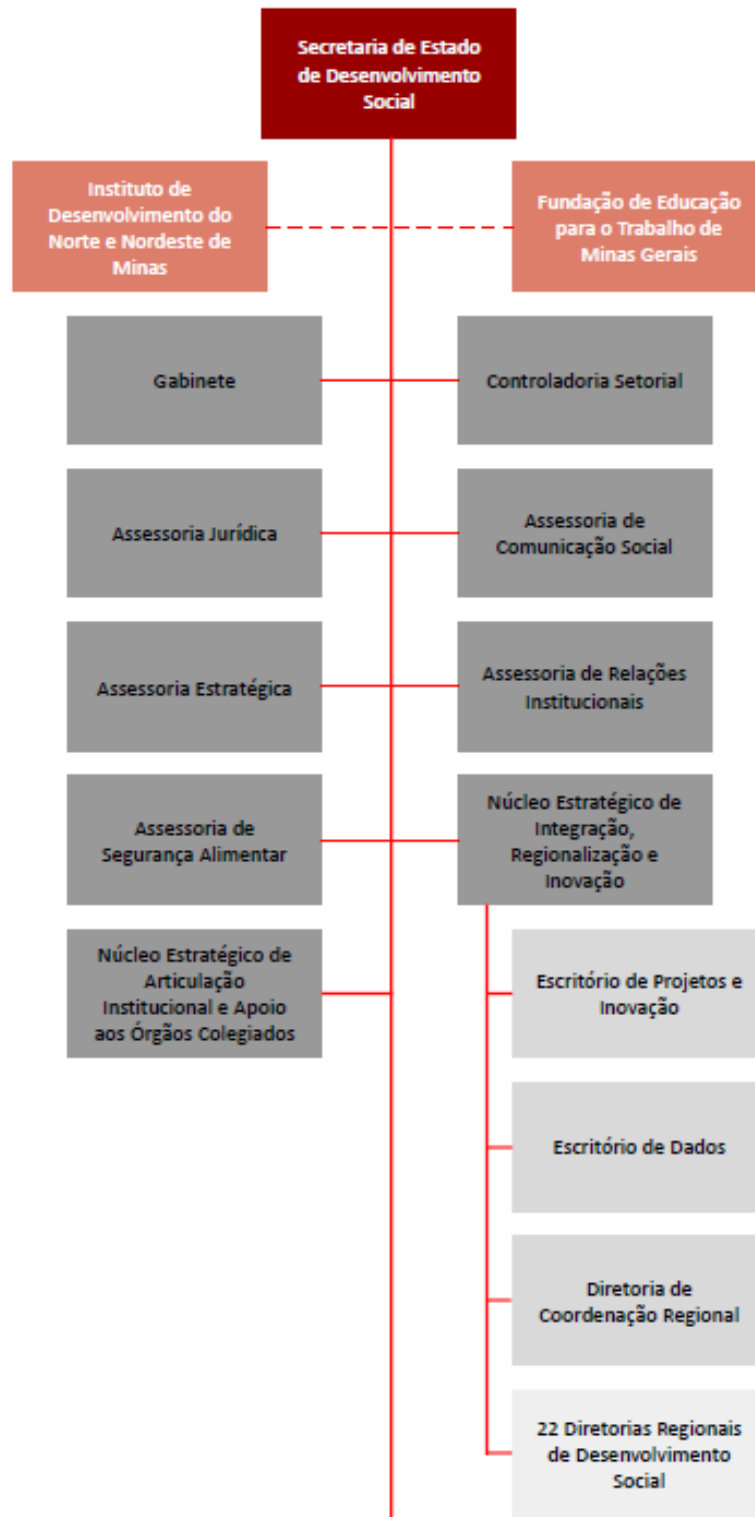 Secretaria de Estado
de Desenvolvimento
Social
Instituto de
Desenvolvimento do
Norte e Nordeste de
Minas
Fundação de Educação
para o Trabalho de
Minas Gerais
Gabinete
Controladoria Setorial
Assessoria Jurídica
Assessoria de
Comunicação Social
Assessoria Estratégica
Assessoria de Relações
Institucionais
Assessoria de
Segurança Alimentar
Núcleo Estratégico de
Integração,
Regionalização e
Inovação
Núcleo Estratégico de
Articulação
Institucional e Apoio
aos Órgãos Colegiados
Escritório de Projetos e
Inovação
Escritório de Dados
Diretoria de
Coordenação Regional
22 Diretorias Regionais
de Desenvolvimento
Social